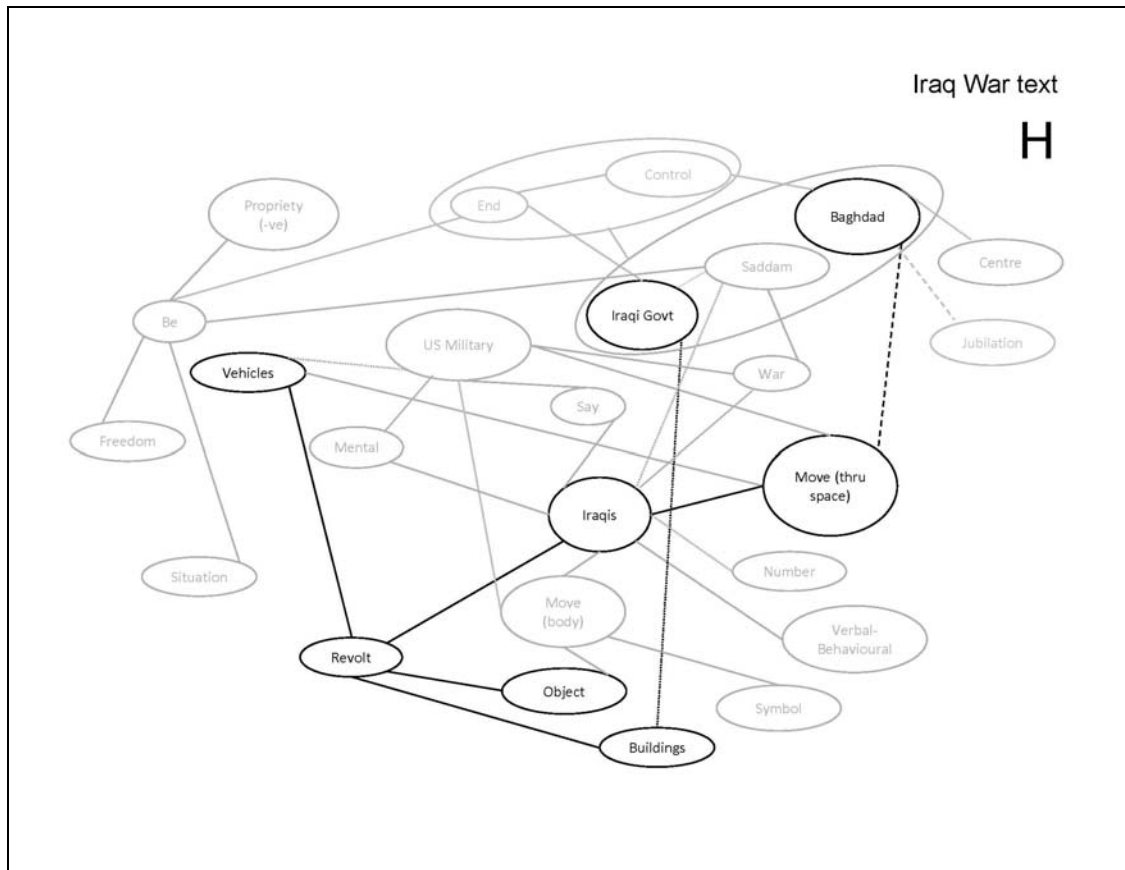 Iraq War text
H
Control
End
Propriety
(-ve)
Baghdad
Saddam
Centre
Be
Iraqi Govt
US Military
Jubilation
Vehicles
War
Say
Freedom
Mental
Move (thru
space)
Iraqis
Situation
Number
Move
(body)
Verbal-
Behavioural
Revolt
Object
Symbol
Buildings